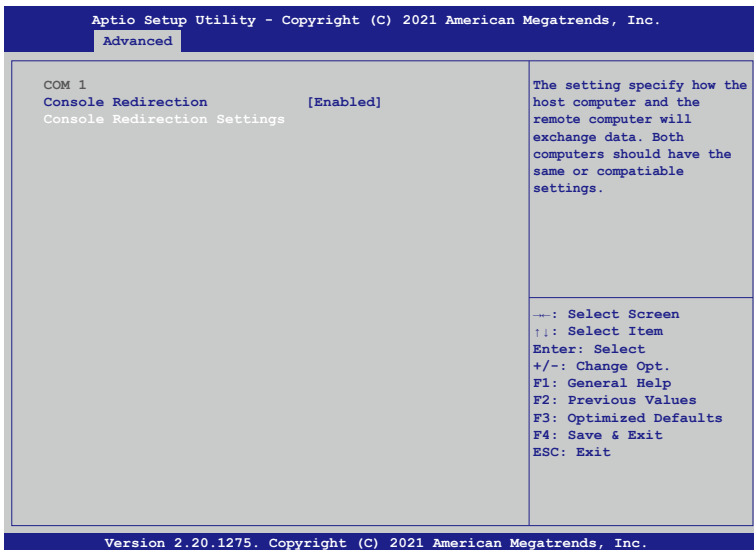 Aptio Setup Utility - Copyright (C) 2021 American Megatrends, Inc.
Advanced
COM 1
Console Redirection [Enabled]
Console Redirection Settings
The setting specify how the
host computer and the
remote computer will
exchange data. Both
computers should have the
same or compatiable
settings.
→←: Select Screen
↑↓: Select Item
Enter: Select
+/-: Change Opt.
F1: General Help
F2: Previous Values
F3: Optimized Defaults
F4: Save & Exit
ESC: Exit
Version 2.20.1275. Copyright (C) 2021 American Megatrends, Inc.